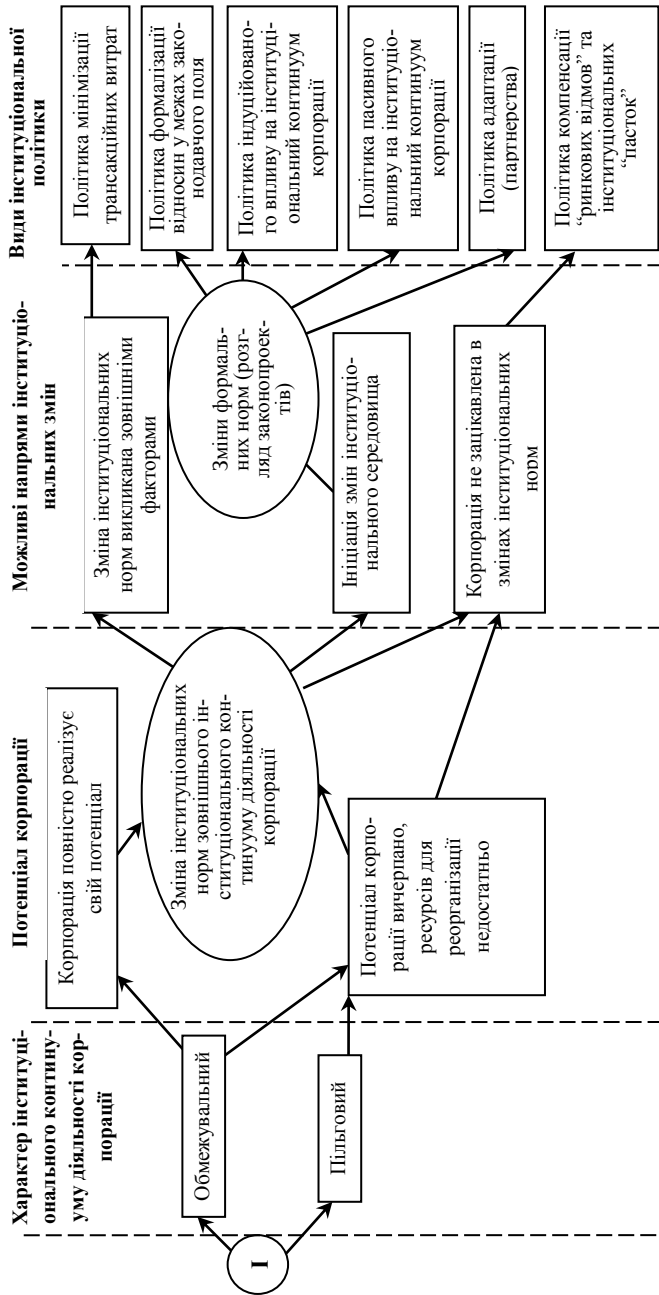 Характер інституці-
онального контину-
уму діяльності кор-
порації
Потенціал корпорації
Можливі напрями інституціо-
нальних змін
Види інституціональної
політики
І
Обмежувальний
Пільговий
Корпорація повністю реалізує
свій потенціал
Зміна інституціональних
норм зовнішнього ін-
ституціонального кон-
тинууму діяльності
корпорації
Потенціал корпо-
рації вичерпано,
ресурсів для
реорганізації
недостатньо
Зміна інституціональних
норм викликана зовнішніми
факторами
Зміни формаль-
них норм (розг-
ляд законопроек-
тів)
Ініціація змін інституціо-
нального середовища
Корпорація не зацікавлена в
змінах інституціональних
норм
Політика мінімізації
трансакційних витрат
Політика формалізації
відносин у межах зако-
нодавчого поля
Політика індуційовано-
го впливу на інституці-
ональний континуум
корпорації
Політика пасивного
впливу на інституціо-
нальний континуум
корпорації
Політика адаптації
(партнерства)
Політика компенсації
“ринкових відмов” та
інституціональних
“пасток”